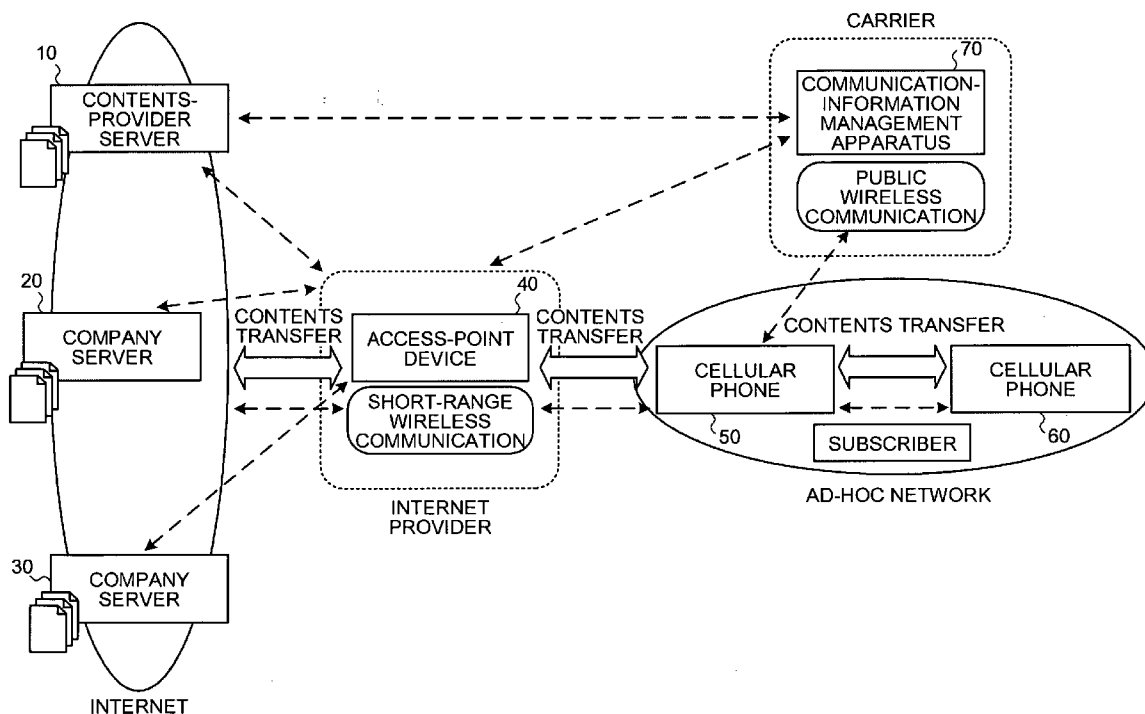 CARRIER
10
70
CONTENTS-
PROVIDER
SERVER
COMMUNICATION-
INFORMATION
MANAGEMENT
APPARATUS
PUBLIC
WIRELESS
COMMUNICATION
20
COMPANY
SERVER
CONTENTS
TRANSFER
40
ACCESS-POINT
DEVICE
SHORT-RANGE
WIRELESS
COMMUNICATION
CONTENTS
TRANSFER
CONTENTS TRANSFER
CELLULAR
PHONE
CELLULAR
PHONE
50
SUBSCRIBER
60
AD-HOC NETWORK
INTERNET
PROVIDER
30
COMPANY
SERVER
INTERNET